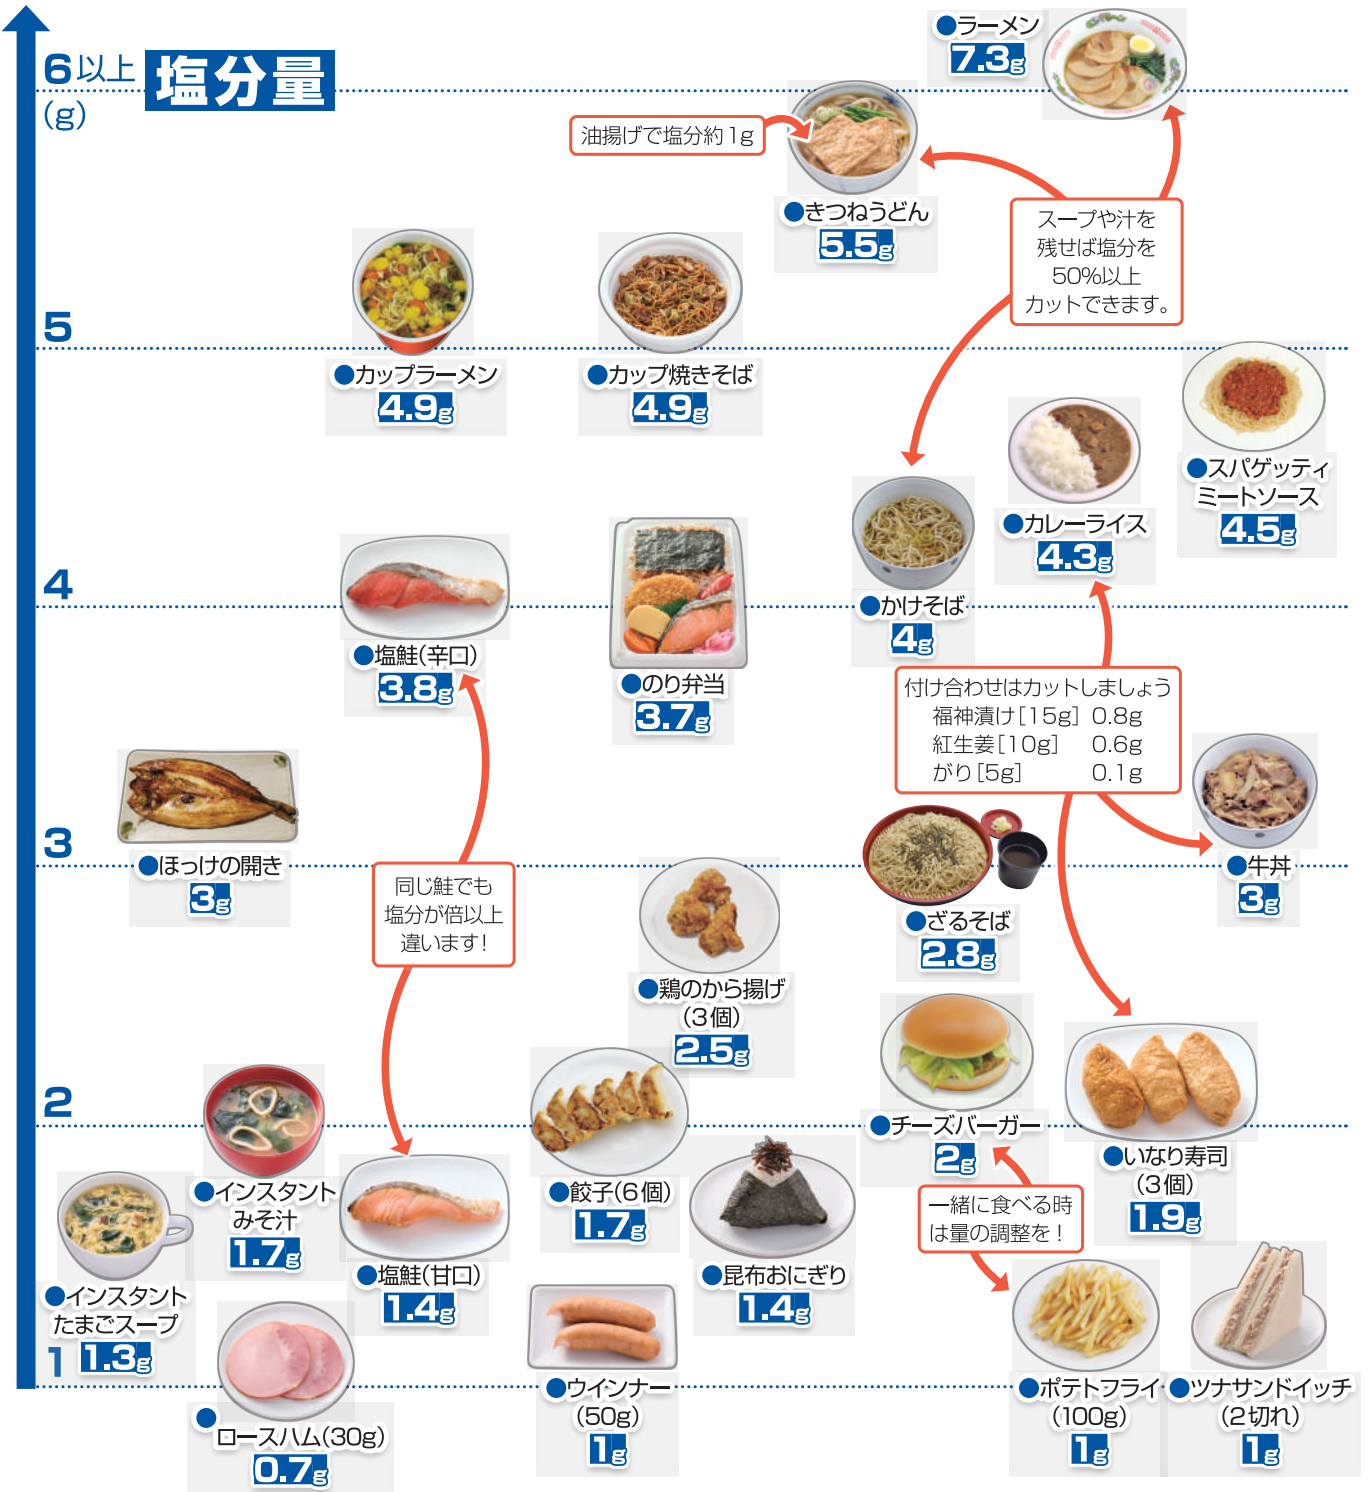 6以上
(g)
塩分量
●ラーメン
7.3g
油揚げで塩分約1g
●きつねうどん
5.5g
スープや汁を
残せば塩分を
50%以上
カットできます。
5
●カップラーメン
4.9g
●カップ焼きそば
4.9g
●スパゲッティ
ミートソース
4.5g
●カレーライス
4.3g
4
●かけそば
4g
●塩鮭(辛口)
3.8g
●のり弁当
3.7g
付け合わせはカットしましょう
福神漬け[15g] 0.8g
紅生姜[10g] 0.6g
がり[5g] 0.1g
3
●ほっけの開き
3g
●牛丼
3g
同じ鮭でも
塩分が倍以上
違います!
●ざるそば
2.8g
●鶏のから揚げ
(3個)
2.5g
2
●チーズバーガー
2g
●いなり寿司
(3個)
1.9g
●インスタント
みそ汁
1.7g
●餃子(6個)
1.7g
一緒に食べる時
は量の調整を!
●塩鮭(甘口)
1.4g
●昆布おにぎり
1.4g
●インスタント
たまごスープ
1.3g
1
●ロースハム(30g)
0.7g
●ウインナー
(50g)
1g
●ポテトフライ
(100g)
1g
●ツナサンドイッチ
(2切れ)
1g